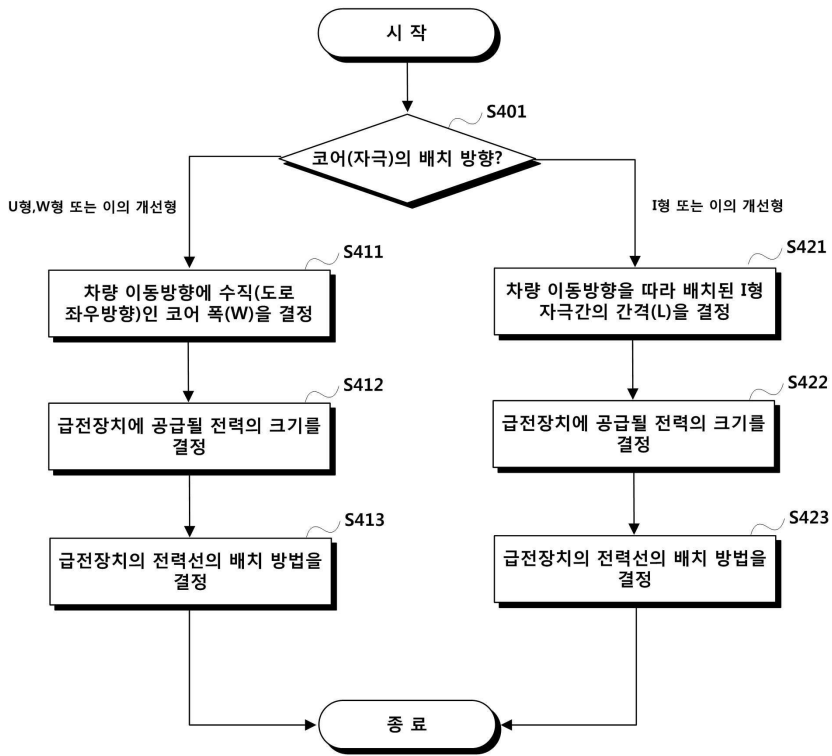 시 작
S401
코어(자극)의 배치 방향?
U형,W형 또는 이의 개선형
I형 또는 이의 개선형
S411
차량 이동방향에 수직(도로
좌우방향)인 코어 폭(W)을 결정
S412
급전장치에 공급될 전력의 크기를
결정
S413
급전장치의 전력선의 배치 방법을
결정
S421
차량 이동방향을 따라 배치된 I형
자극간의 간격(L)을 결정
S422
급전장치에 공급될 전력의 크기를
결정
S423
급전장치의 전력선의 배치 방법을
결정
종 료